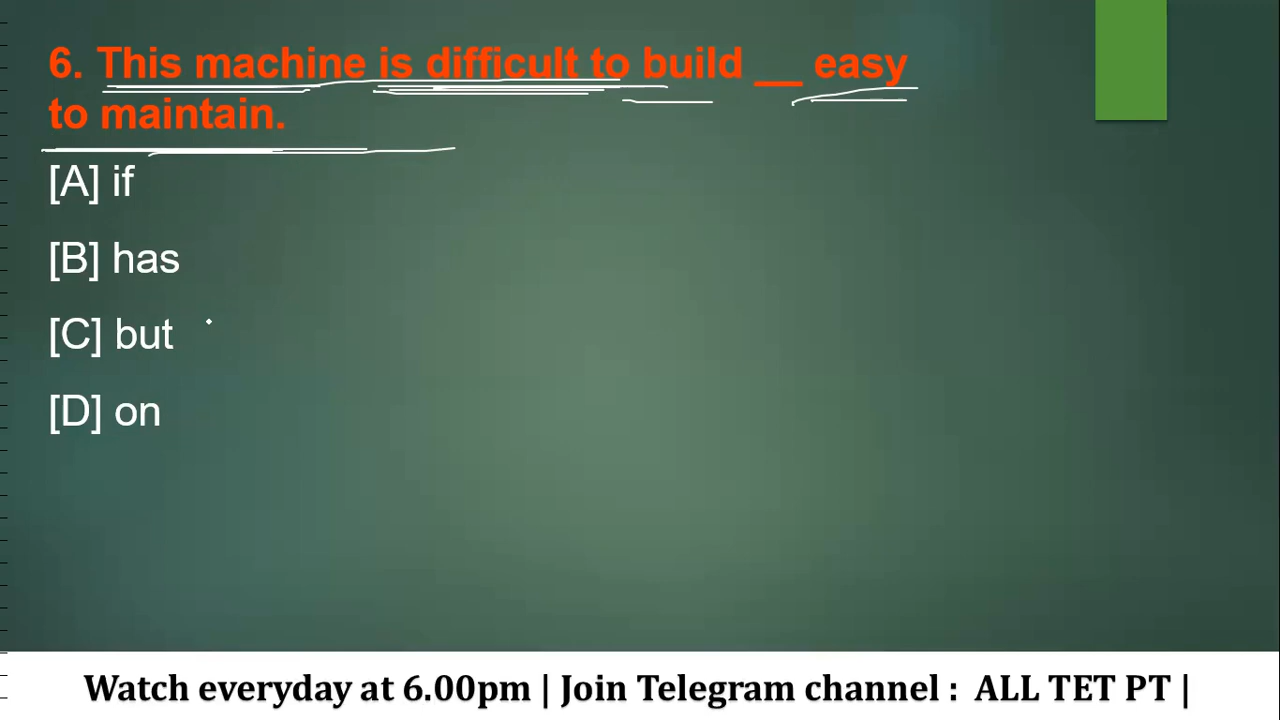 6. This machine is difficult to build __ easy
to maintain.
[A] if
[B] has
[C] but
[D] on
Watch everyday at 6.00pm | Join Telegram channel : ALL TET PT |